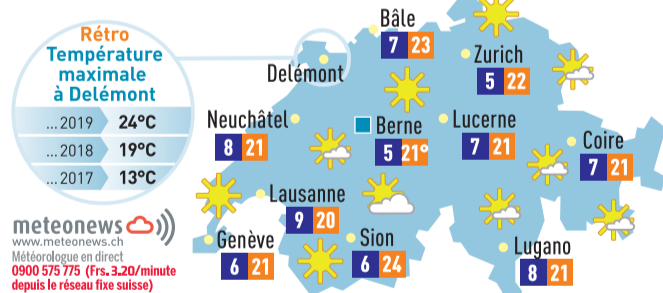 Rétro
Température
maximale
à Delémont
...2019 24°C
...2018 19°C
...2017 13°C
Bâle
7 23
Delémont
Zurich
5 22
Neuchâtel
8 21
Berne
5 21°
Lucerne
7 21
Coire
7 21
Lausanne
9 20
Genève
6 21
Sion
6 24
Lugano
8 21
meteonews
www.meteonews.ch
Météorologue en direct
0900 575 775 (Frs. 3.20/minute
depuis le réseau fixe suisse)